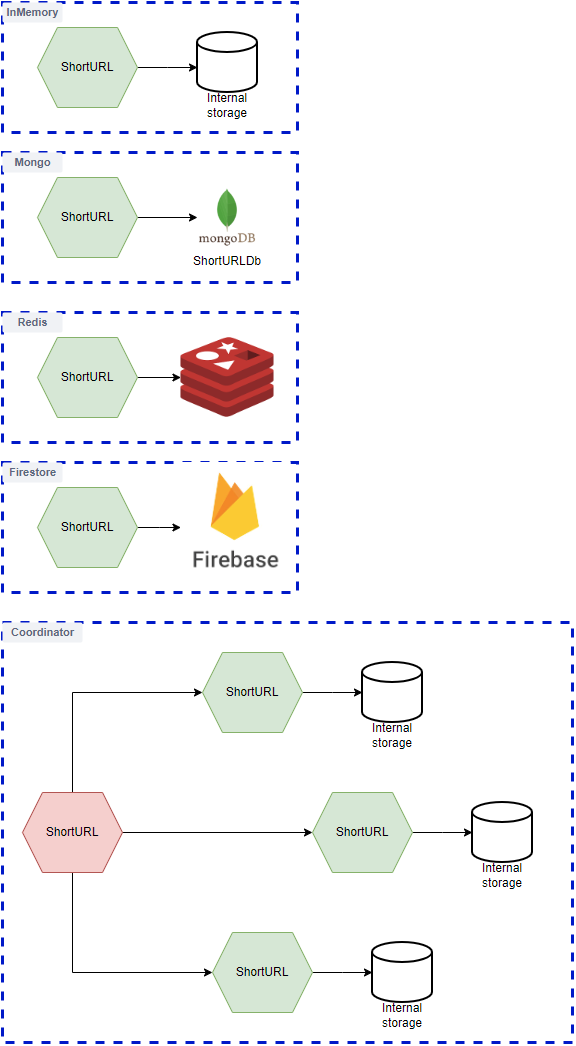 InMemory
ShortURL
Internal
storage
Mongo
ShortURL
mongoDB
ShortURLDb
Redis
ShortURL
Firestore
ShortURL
Firebase
Coordinator
ShortURL
Internal
storage
ShortURL
ShortURL
Internal
storage
ShortURL
Internal
storage